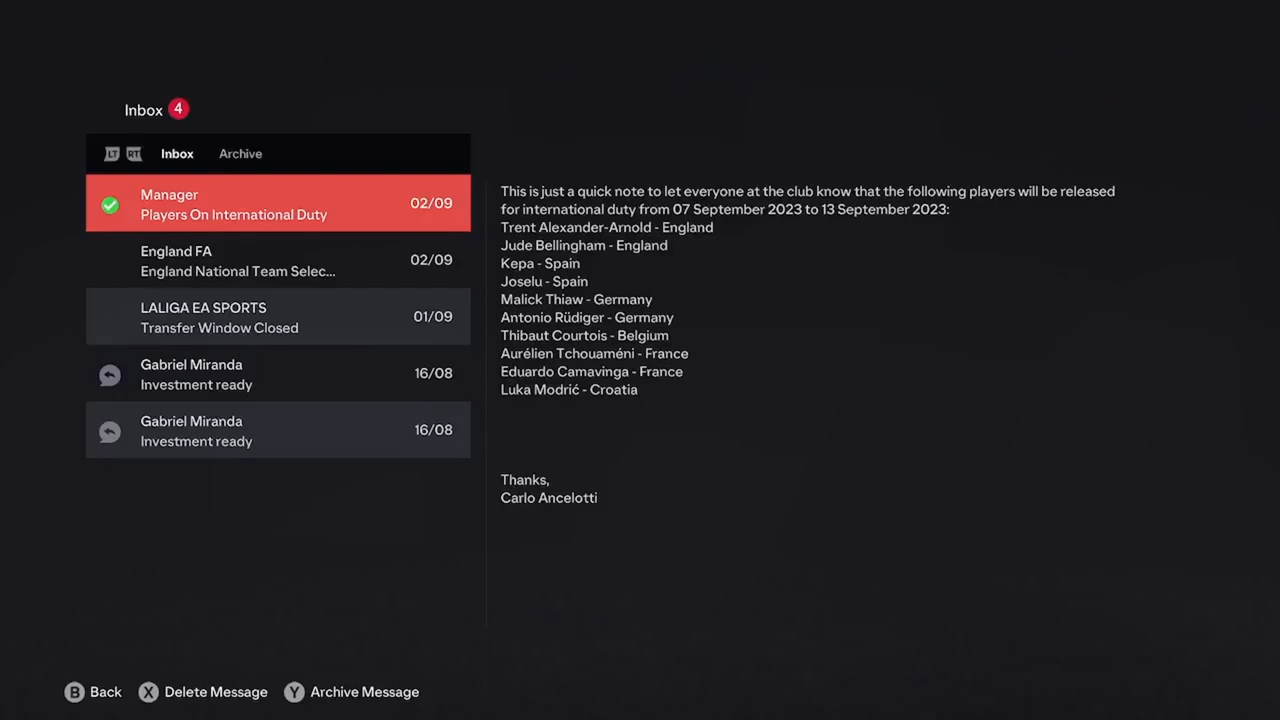 Inbox 4
LT RT Inbox Archive
Manager
Players On International Duty
02/09
England FA
England National Team Selec...
02/09
LALIGA EA SPORTS
Transfer Window Closed
01/09
Gabriel Miranda
Investment ready
16/08
Gabriel Miranda
Investment ready
16/08
This is just a quick note to let everyone at the club know that the following players will be released
for international duty from 07 September 2023 to 13 September 2023:
Trent Alexander-Arnold - England
Jude Bellingham - England
Kepa - Spain
Joselu - Spain
Malick Thiaw - Germany
Antonio Rüdiger - Germany
Thibaut Courtois - Belgium
Aurélien Tchouaméni - France
Eduardo Camavinga - France
Luka Modrić - Croatia
Thanks,
Carlo Ancelotti
B Back X Delete Message Y Archive Message